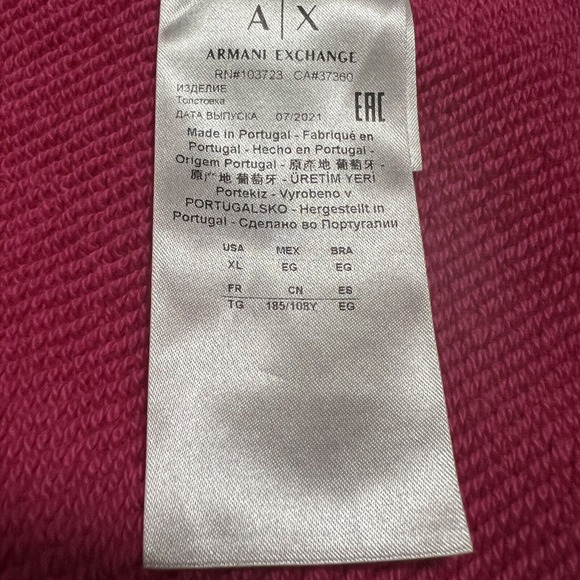 A|X
ARMANI EXCHANGE
RN#103723 CA#37360
ИЗДЕЛИЕ
Толстовка
ДАТА ВЫПУСКА 07/2021 EAC
Made in Portugal - Fabriqué en
Portugal - Hecho en Portugal -
Origem Portugal - 原产地 葡萄牙 -
原产地 葡萄牙 - ÜRETİM YERİ
Portekiz - Vyrobeno v
PORTUGALSKO - Hergestellt in
Portugal - Сделано во Португалии
USA MEX BRA
XL EG EG
FR CN ES
TG 185/108Y EG